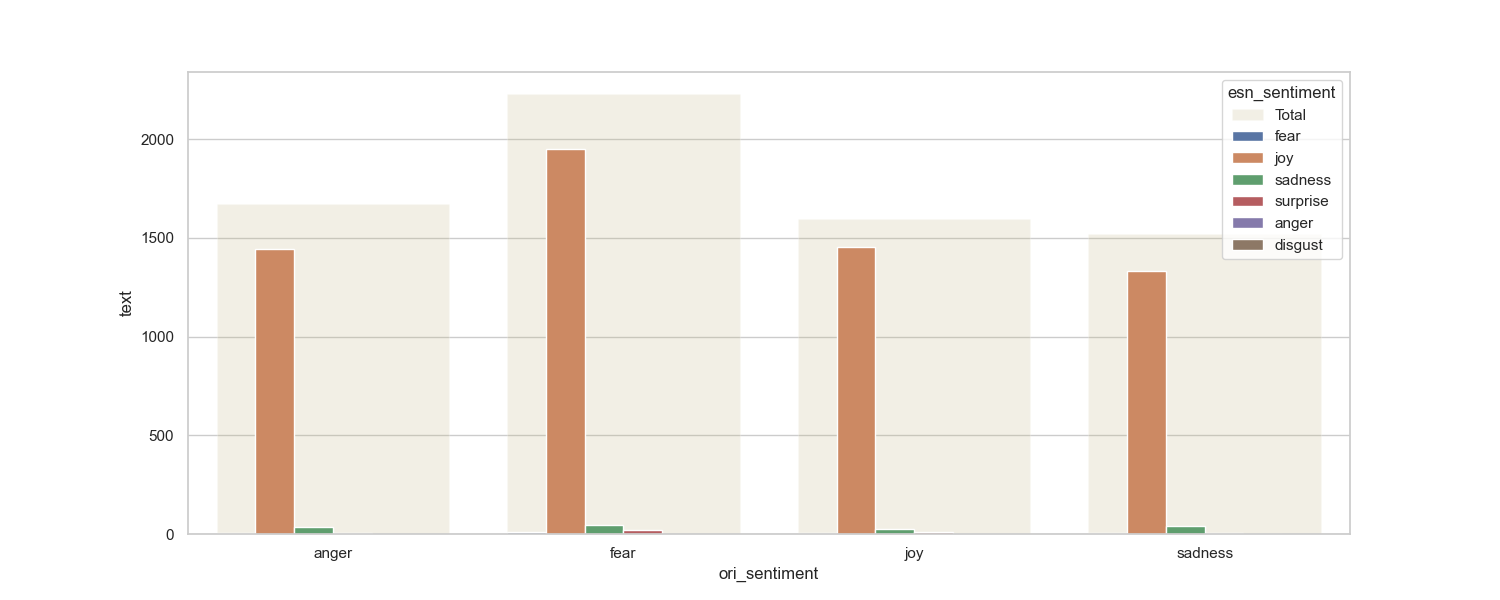 esn_sentiment
Total
fear
joy
sadness
surprise
anger
disgust
2000
1500
1000
500
0
text
anger
fear
joy
sadness
ori_sentiment